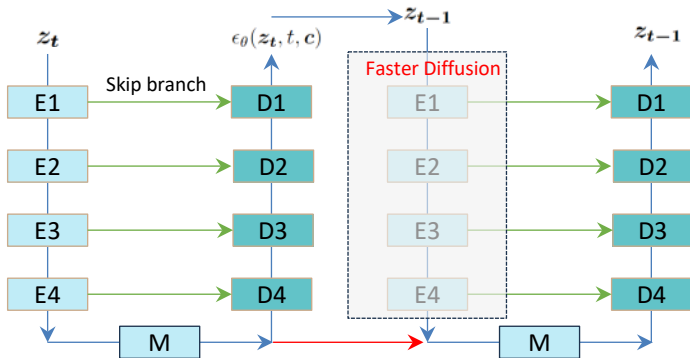 z_t
ϵ_θ(z_t, t, c)
z_{t−1}
z_{t−1}
Skip branch
Faster Diffusion
E1
D1
E1
D1
E2
D2
E2
D2
E3
D3
E3
D3
E4
D4
E4
D4
M
M